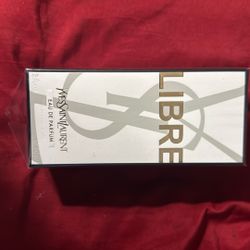 LIBRE
YVESSAINTLAURENT
EAU DE PARFUM